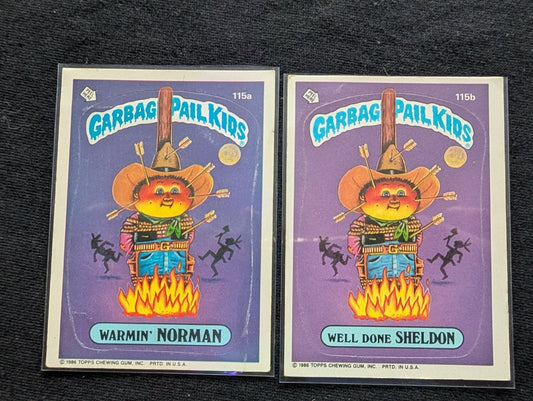 115a
GARBAGE PAIL KIDS
WARMIN' NORMAN
© 1986 TOPPS CHEWING GUM, INC. PRTD. IN U.S.A.
115b
GARBAGE PAIL KIDS
WELL DONE SHELDON
© 1986 TOPPS CHEWING GUM, INC. PRTD. IN U.S.A.